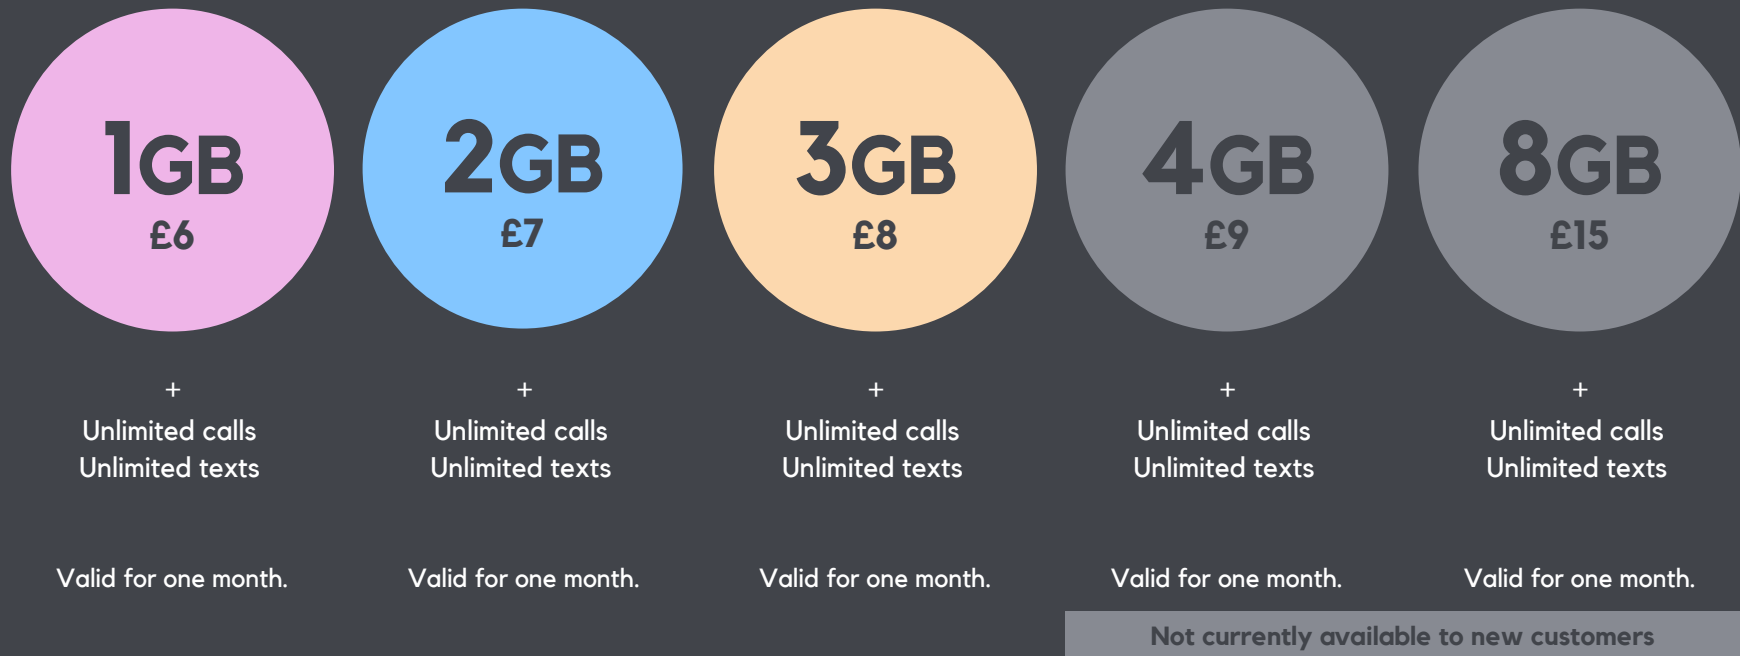 1GB
£6
+
Unlimited calls
Unlimited texts
Valid for one month.
2GB
£7
+
Unlimited calls
Unlimited texts
Valid for one month.
3GB
£8
+
Unlimited calls
Unlimited texts
Valid for one month.
4GB
£9
+
Unlimited calls
Unlimited texts
Valid for one month.
8GB
£15
+
Unlimited calls
Unlimited texts
Valid for one month.
Not currently available to new customers